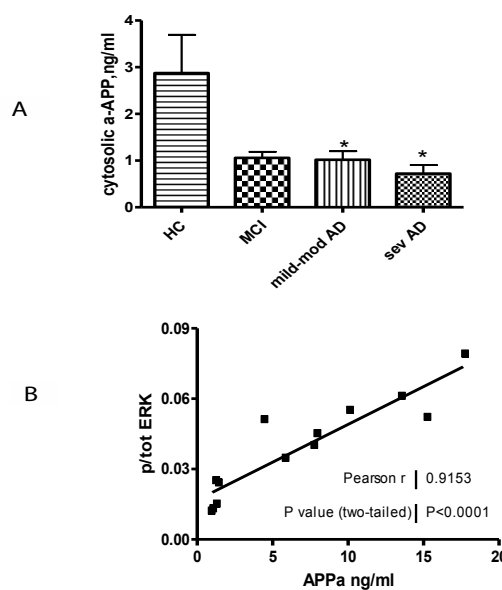 A
cytosolic a-APP,ng/ml
4
3
2
1
0
*
*
HC
MCI
mild-mod AD
sev AD
B
p/tot ERK
0.09
0.06
0.03
0.00
Pearson r 0.9153
P value (two-tailed) P<0.0001
0 5 10 15 20
APPa ng/ml